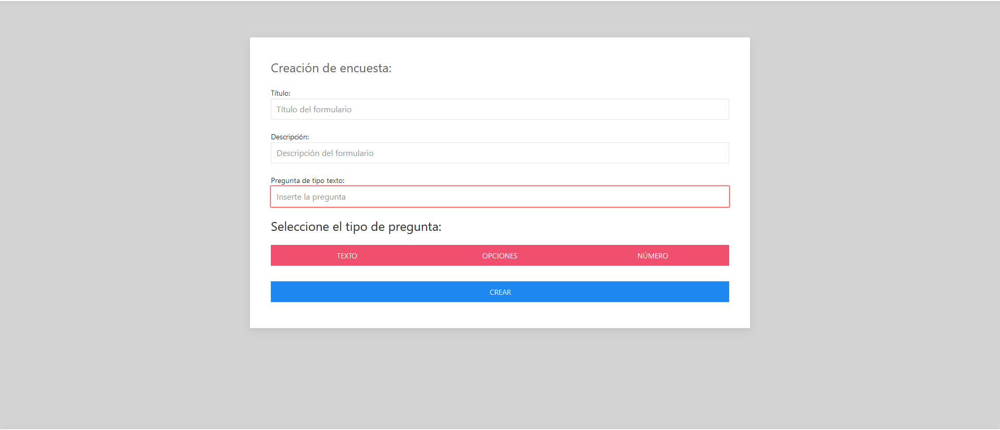 Creación de encuesta:
Título:
Título del formulario
Descripción:
Descripción del formulario
Pregunta de tipo texto:
Inserte la pregunta
Seleccione el tipo de pregunta:
TEXTO OPCIONES NÚMERO
CREAR